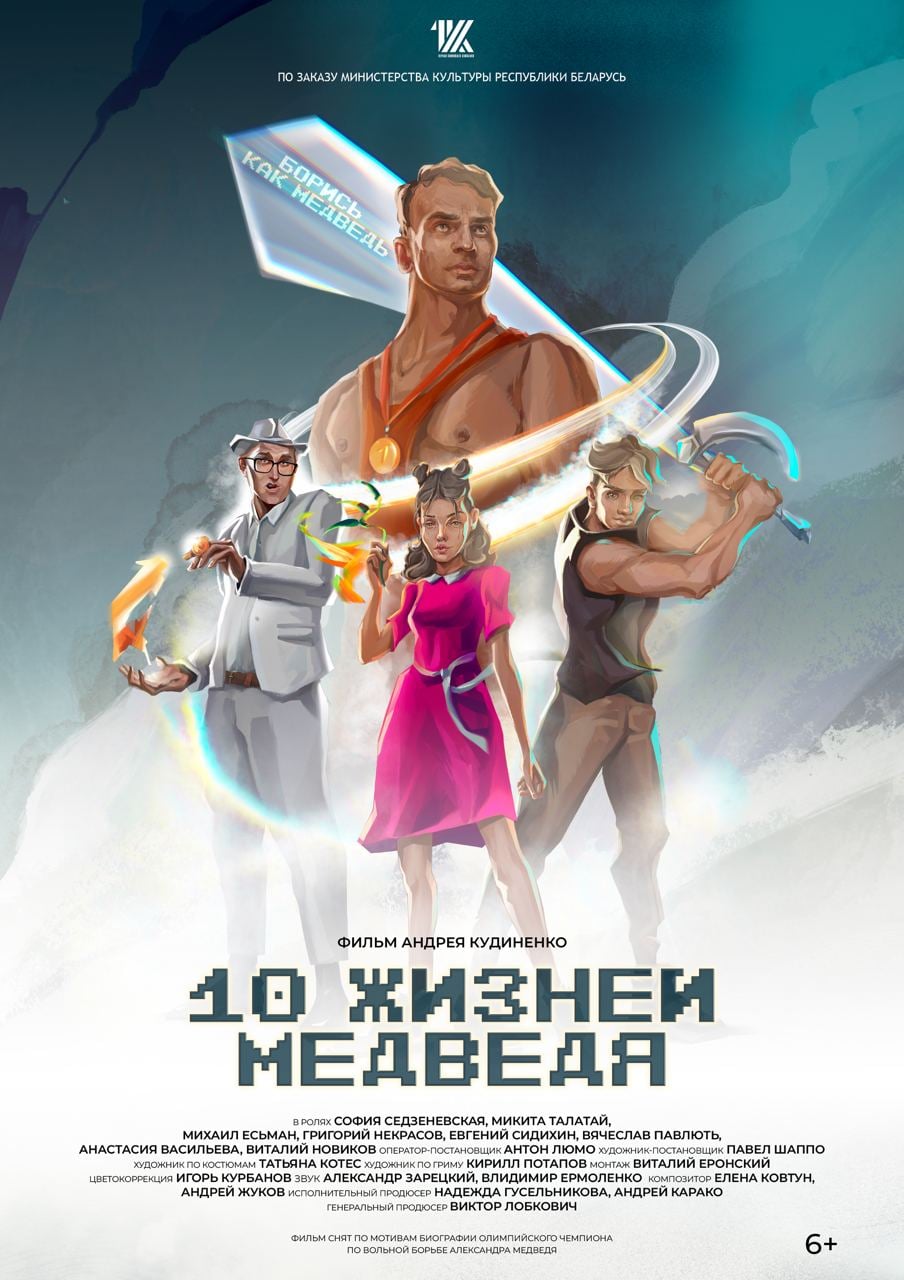 ПО ЗАКАЗУ МИНИСТЕРСТВА КУЛЬТУРЫ РЕСПУБЛИКИ БЕЛАРУСЬ
БОРИСЬ
КАК МЕДВЕДЬ
ФИЛЬМ АНДРЕЯ КУДИНЕНКО
10 ЖИЗНЕЙ
МЕДВЕДЯ
В РОЛЯХ СОФИЯ СЕДЗЕНЕВСКАЯ, МИКИТА ТАЛАТАЙ,
МИХАИЛ ЕСЬМАН, ГРИГОРИЙ НЕКРАСОВ, ЕВГЕНИЙ СИДИХИН, ВЯЧЕСЛАВ ПАВЛЮТЬ,
АНАСТАСИЯ ВАСИЛЬЕВА, ВИТАЛИЙ НОВИКОВ ОПЕРАТОР-ПОСТАНОВЩИК АНТОН ЛЮМО ХУДОЖНИК-ПОСТАНОВЩИК ПАВЕЛ ШАППО
ХУДОЖНИК ПО КОСТЮМАМ ТАТЬЯНА КОТЕС ХУДОЖНИК ПО ГРИМУ КИРИЛЛ ПОТАПОВ МОНТАЖ ВИТАЛИЙ ЕРОНСКИЙ
ЦВЕТОКОРРЕКЦИЯ ИГОРЬ КУРБАНОВ ЗВУК АЛЕКСАНДР ЗАРЕЦКИЙ, ВЛИДИМИР ЕРМОЛЕНКО КОМПОЗИТОР ЕЛЕНА КОВТУН,
АНДРЕЙ ЖУКОВ ИСПОЛНИТЕЛЬНЫЙ ПРОДЮСЕР НАДЕЖДА ГУСЕЛЬНИКОВА, АНДРЕЙ КАРАКО
ГЕНЕРАЛЬНЫЙ ПРОДЮСЕР ВИКТОР ЛОБКОВИЧ
ФИЛЬМ СНЯТ ПО МОТИВАМ БИОГРАФИИ ОЛИМПИЙСКОГО ЧЕМПИОНА
ПО ВОЛЬНОЙ БОРЬБЕ АЛЕКСАНДРА МЕДВЕДЯ
6+